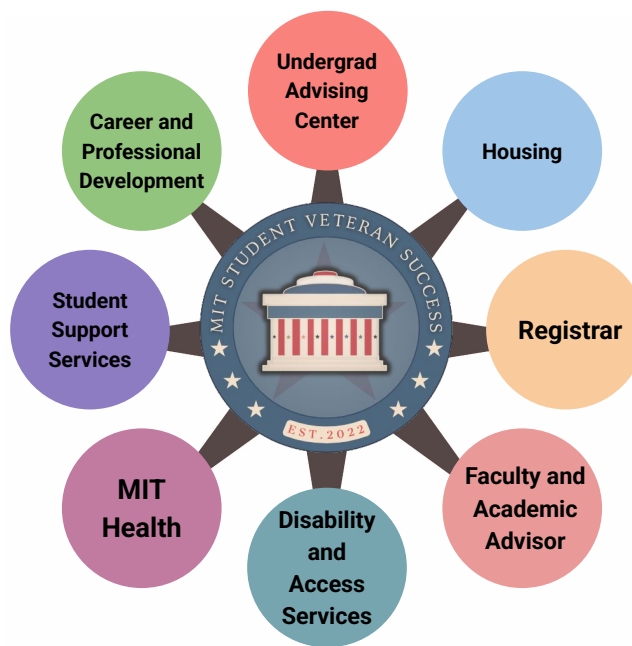 Undergrad
Advising
Center
Career and
Professional
Development
Housing
MIT STUDENT VETERAN SUCCESS
Student
Support
Services
Registrar
EST.2022
MIT
Health
Faculty and
Academic
Advisor
Disability
and
Access
Services